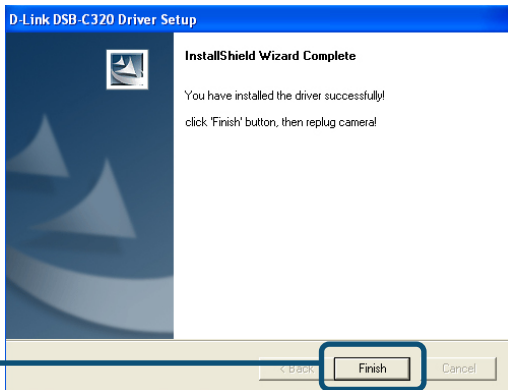 D-Link DSB-C320 Driver Setup
InstallShield Wizard Complete
You have installed the driver successfully!
click 'Finish' button, then replug camera!
< Back Finish Cancel